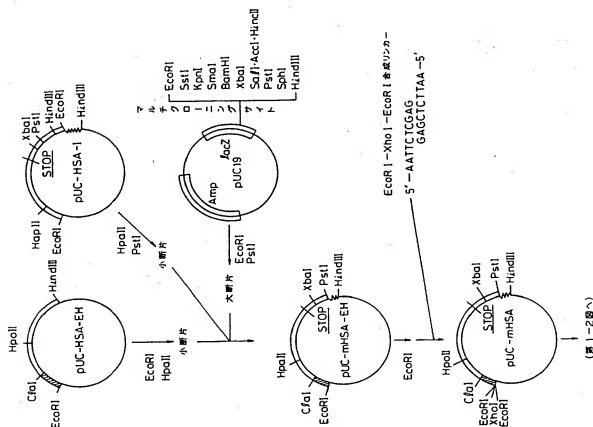 HpaII
ClaI
HindIII
EcoRI
pUC-HSA-EH
EcoRI
HpaII
小断片
HapII
XbaI
PstI
STOP
HindIII
EcoRI
HindIII
EcoRI
pUC-HSA-I
HpaII
PstI
小断片
Amp
lacZ
pUC19
マルチクローニングサイト
EcoRI
SstI
KpnI
SmaI
BamHI
XbaI
SalI・AccI・HincII
PstI
SphI
HindIII
EcoRI
PstI
大断片
HpaII
XbaI
STOP
PstI
HindIII
ClaI
EcoRI
pUC-mHSA-EH
EcoRI
EcoRI-XhoI-EcoRI合成リンカー
5'-AATTCTCGAG
GAGCTCTTAA-5'
HpaII
XbaI
STOP
PstI
HindIII
ClaI
EcoRI
XhoI
EcoRI
pUC-mHSA
(第1-2図へ)